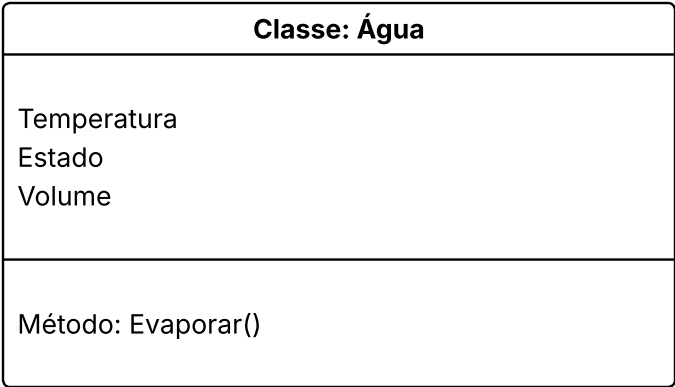 Classe: Água
Temperatura
Estado
Volume
Método: Evaporar()